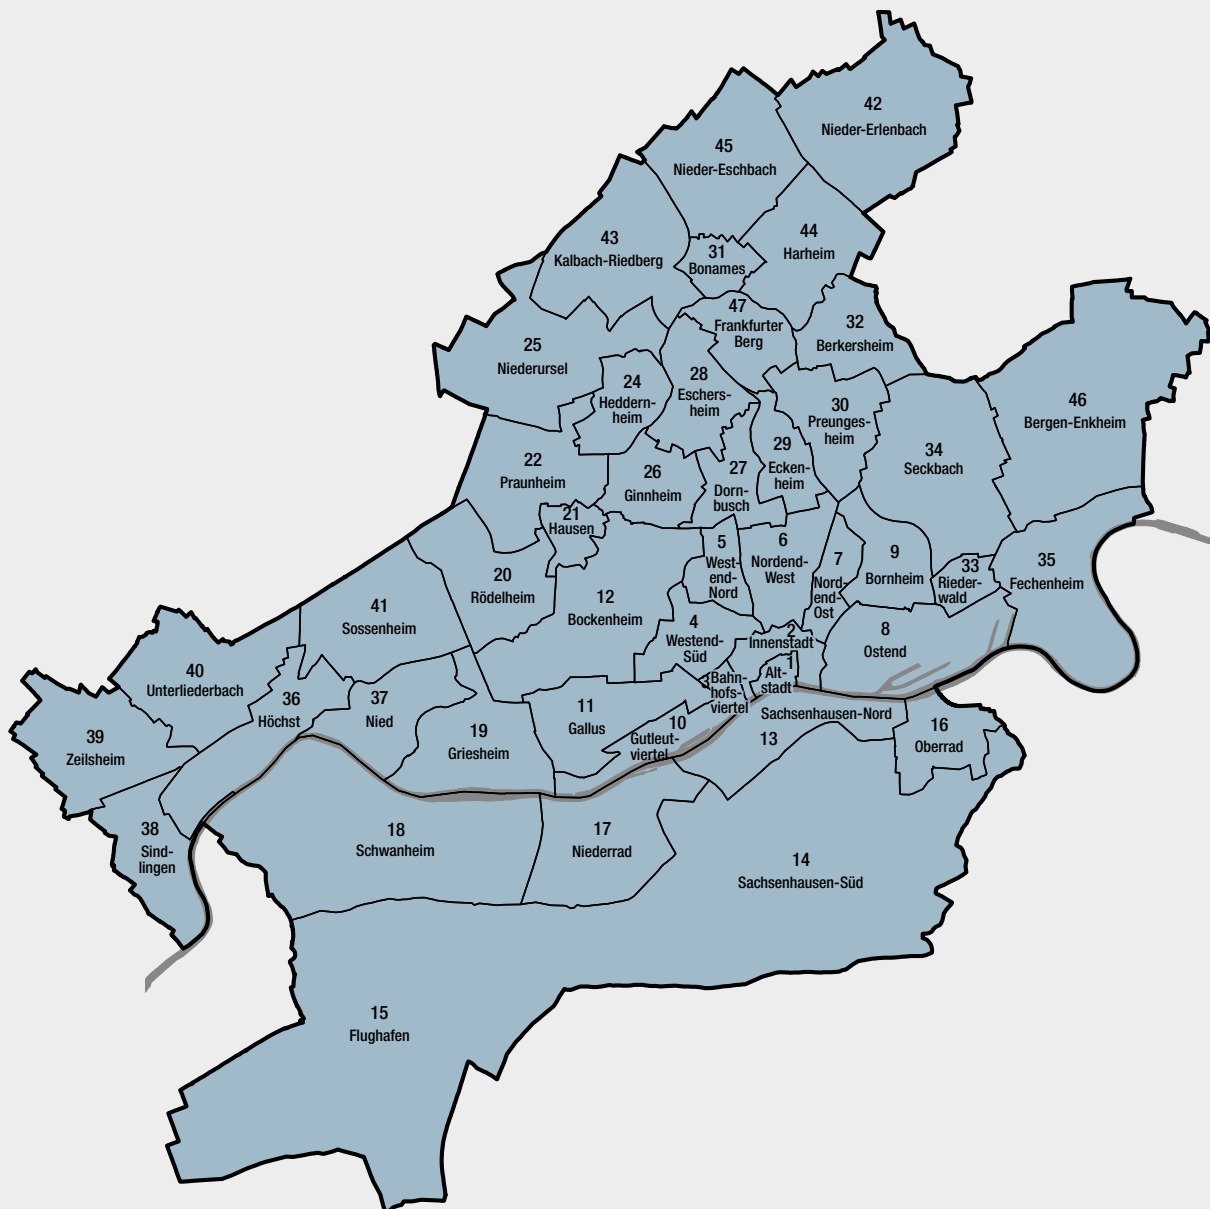 42
Nieder-Erlenbach
45
Nieder-Eschbach
44
Harheim
43
Kalbach-Riedberg
31
Bonames
47
Frankfurter
Berg
32
Berkersheim
25
Niederursel
24
Heddern-
heim
28
Eschers-
heim
30
Preunges-
heim
46
Bergen-Enkheim
34
Seckbach
29
Ecken-
heim
22
Praunheim
26
Ginnheim
27
Dorn-
busch
21
Hausen
5
West-
end-
Nord
6
Nordend-
West
7
Nord-
end-
Ost
9
Bornheim
33
Rieder-
wald
35
Fechenheim
20
Rödelheim
12
Bockenheim
41
Sossenheim
4
Westend-
Süd
2
Innenstadt
8
Ostend
1
Alt-
stadt
3
Bahn-
hofs-
viertel
40
Unterliederbach
36
Höchst
37
Nied
11
Gallus
10
Gutleut-
viertel
Sachsenhausen-Nord
13
16
Oberrad
39
Zeilsheim
19
Griesheim
38
Sind-
lingen
18
Schwanheim
17
Niederrad
14
Sachsenhausen-Süd
15
Flughafen